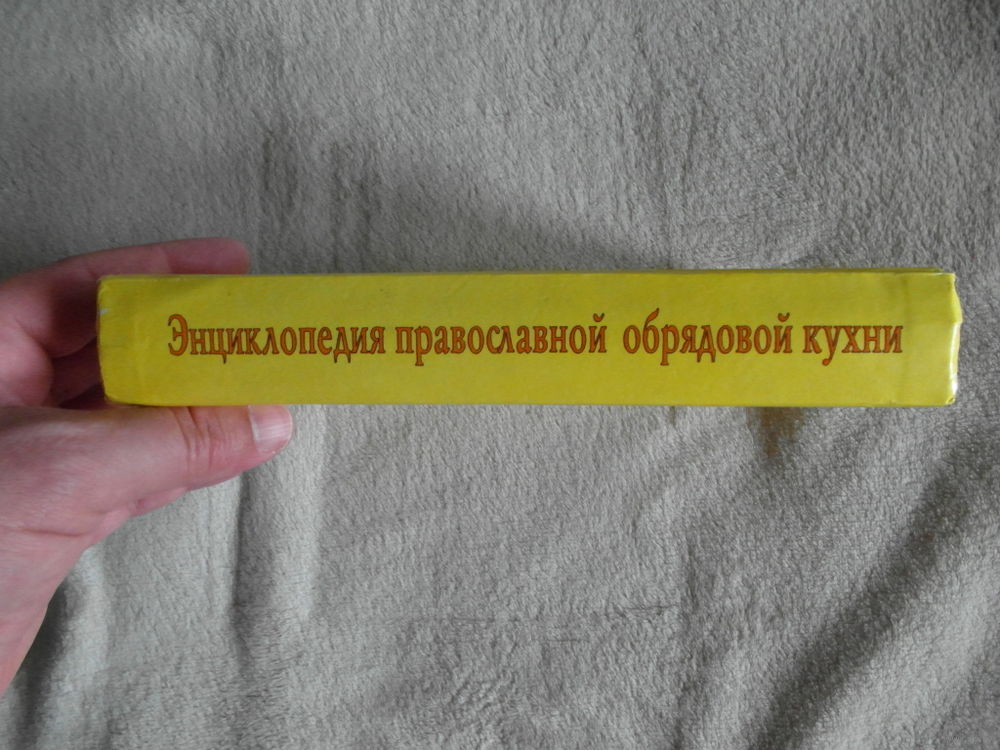 Энциклопедия православной обрядовой кухни